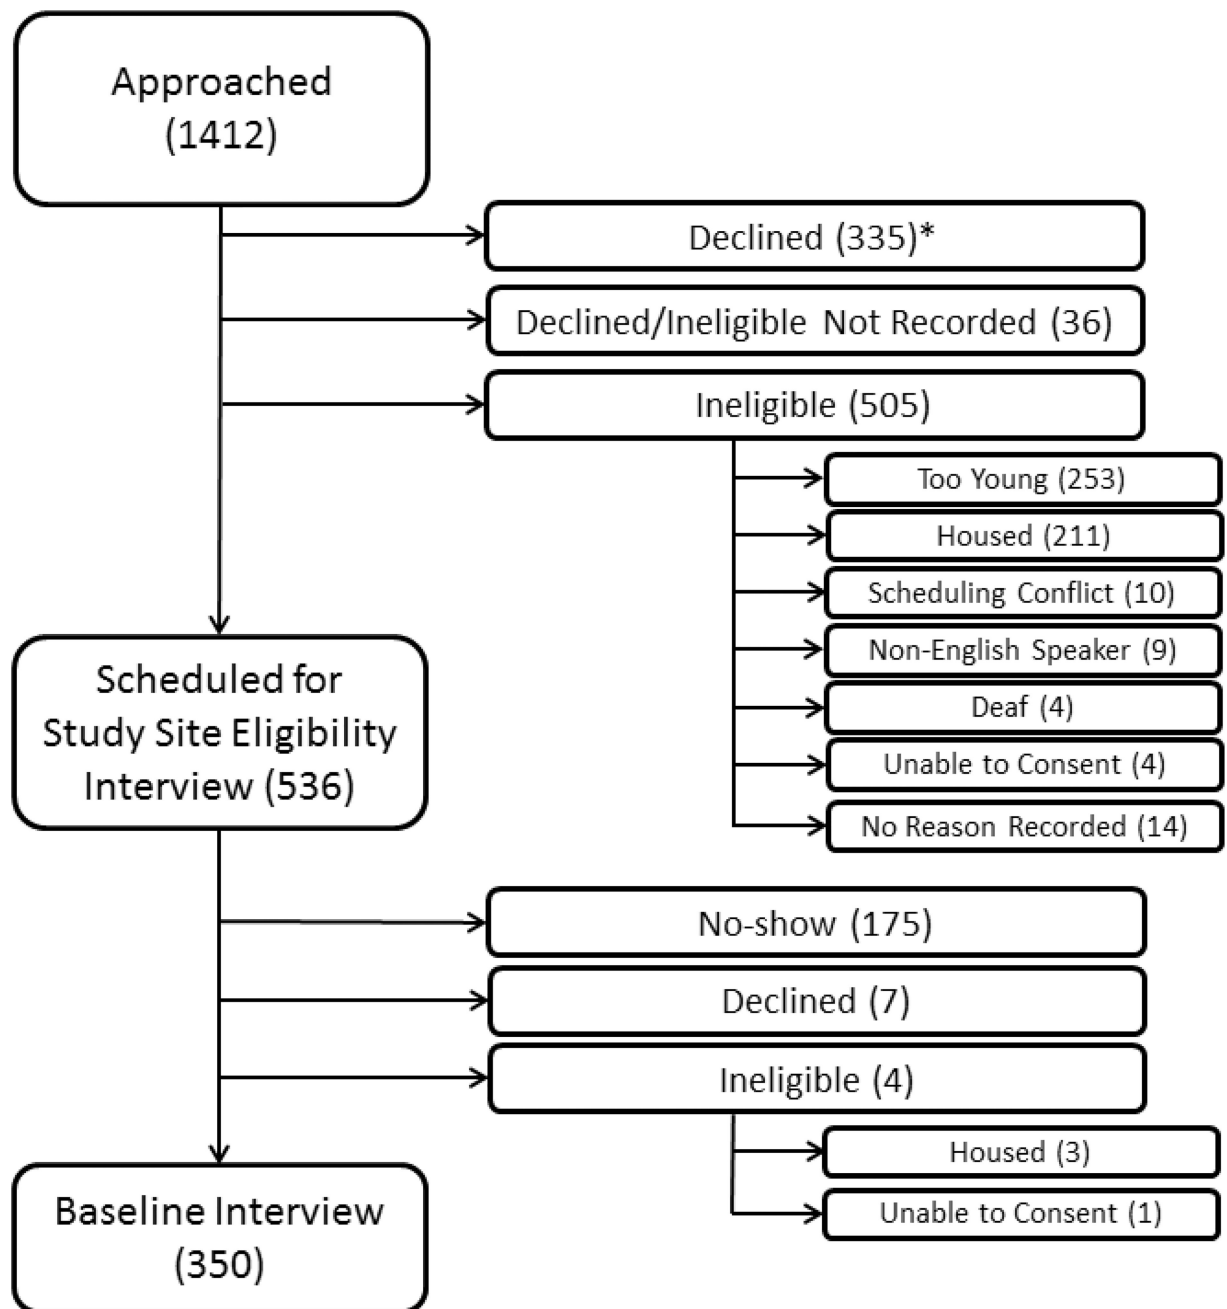 Approached
(1412)
Declined (335)*
Declined/Ineligible Not Recorded (36)
Ineligible (505)
Too Young (253)
Housed (211)
Scheduling Conflict (10)
Non-English Speaker (9)
Deaf (4)
Unable to Consent (4)
No Reason Recorded (14)
Scheduled for
Study Site Eligibility
Interview (536)
No-show (175)
Declined (7)
Ineligible (4)
Housed (3)
Unable to Consent (1)
Baseline Interview
(350)